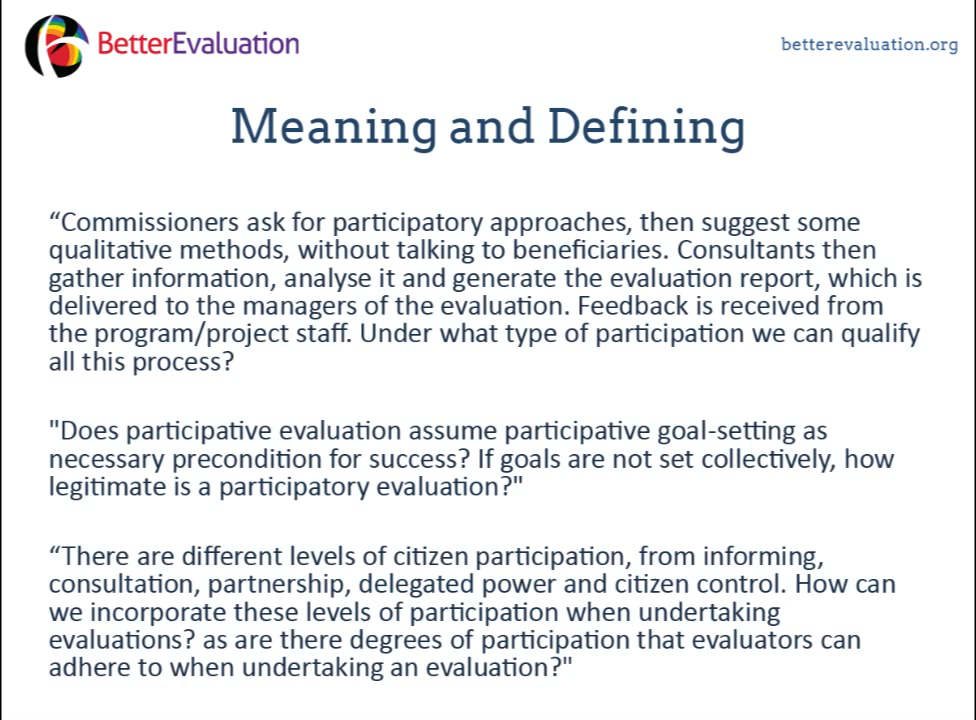 BetterEvaluation
betterevaluation.org
Meaning and Defining
“Commissioners ask for participatory approaches, then suggest some
qualitative methods, without talking to beneficiaries. Consultants then
gather information, analyse it and generate the evaluation report, which is
delivered to the managers of the evaluation. Feedback is received from
the program/project staff. Under what type of participation we can qualify
all this process?
"Does participative evaluation assume participative goal-setting as
necessary precondition for success? If goals are not set collectively, how
legitimate is a participatory evaluation?"
“There are different levels of citizen participation, from informing,
consultation, partnership, delegated power and citizen control. How can
we incorporate these levels of participation when undertaking
evaluations? as are there degrees of participation that evaluators can
adhere to when undertaking an evaluation?"